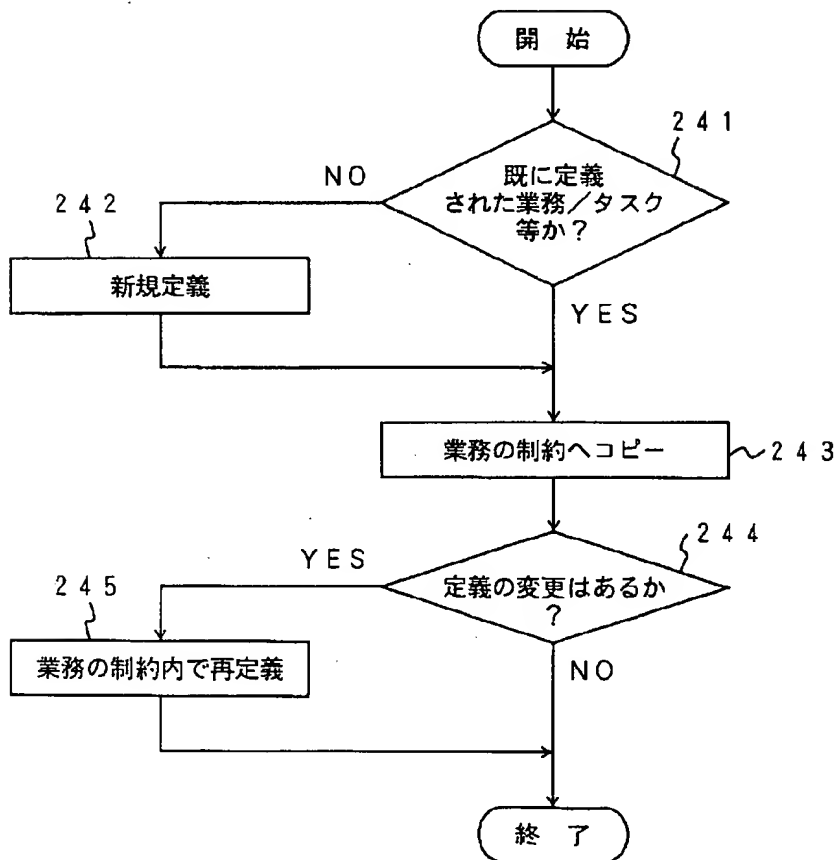 開 始
241
既に定義
された業務／タスク
等か？
NO
YES
242
新規定義
業務の制約へコピー
243
244
定義の変更はあるか
？
YES
NO
245
業務の制約内で再定義
終 了